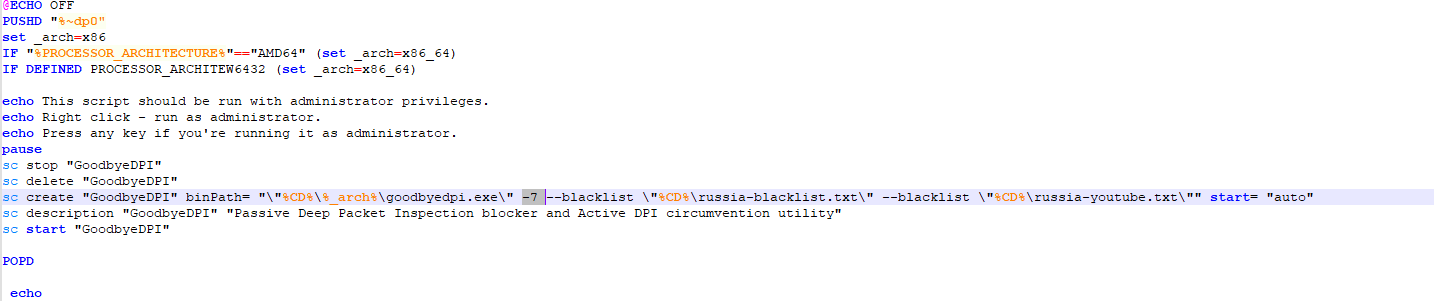 @ECHO OFF
PUSHD "%~dp0"
set _arch=x86
IF "%PROCESSOR_ARCHITECTURE%"=="AMD64" (set _arch=x86_64)
IF DEFINED PROCESSOR_ARCHITEW6432 (set _arch=x86_64)
echo This script should be run with administrator privileges.
echo Right click - run as administrator.
echo Press any key if you're running it as administrator.
pause
sc stop "GoodbyeDPI"
sc delete "GoodbyeDPI"
sc create "GoodbyeDPI" binPath= "\"%CD%\%_arch%\goodbyedpi.exe\" -7 --blacklist \"%CD%\russia-blacklist.txt\" --blacklist \"%CD%\russia-youtube.txt\"" start= "auto"
sc description "GoodbyeDPI" "Passive Deep Packet Inspection blocker and Active DPI circumvention utility"
sc start "GoodbyeDPI"
POPD
echo